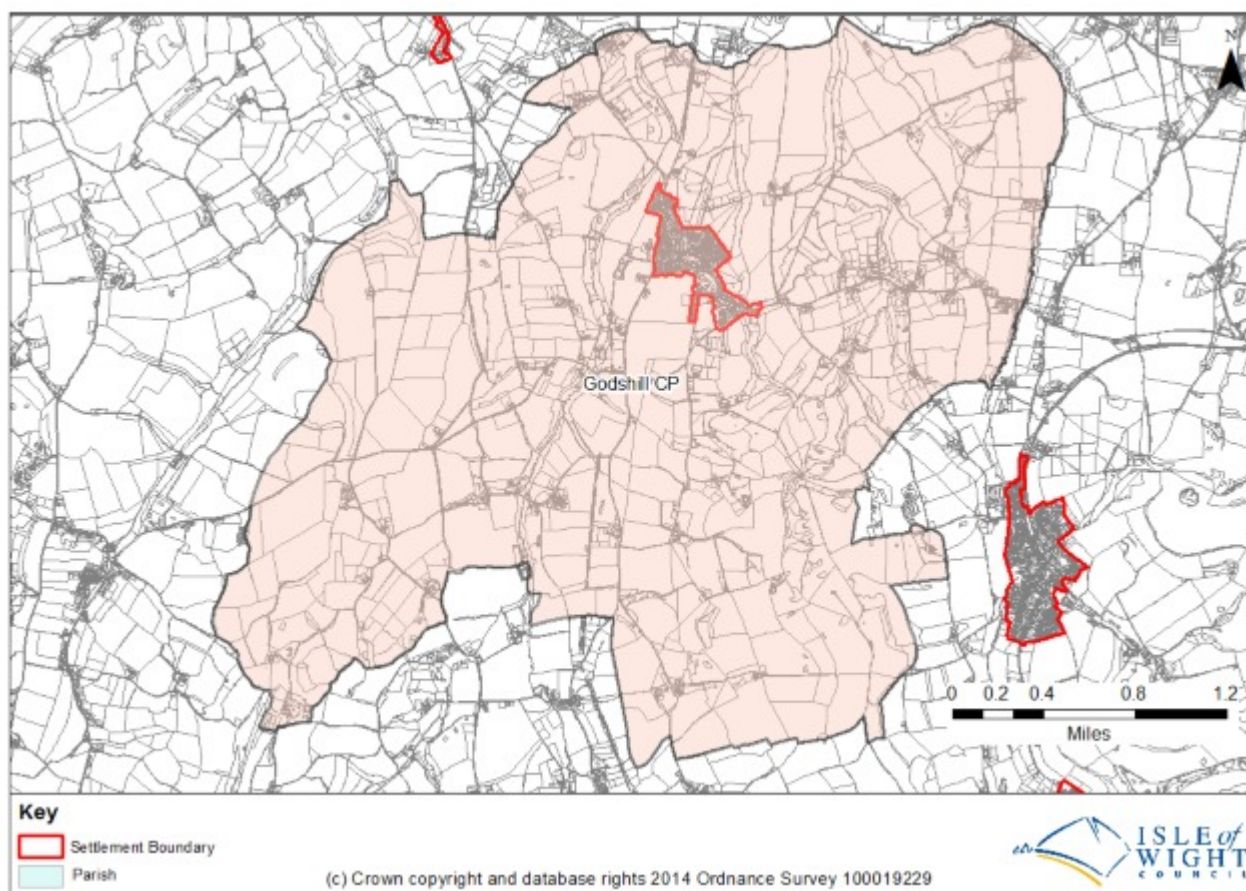 N
Godshill CP
0 0.2 0.4 0.8 1.2
Miles
Key
Settlement Boundary
Parish
(c) Crown copyright and database rights 2014 Ordnance Survey 100019229
ISLE of
WIGHT
COUNCIL